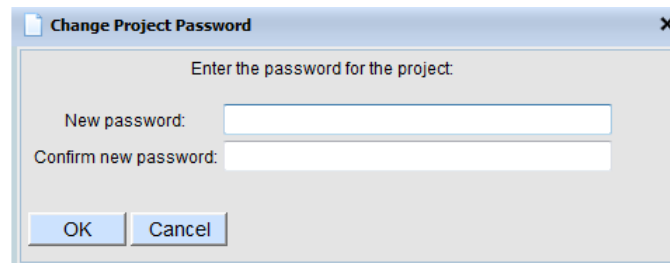 Change Project Password
Enter the password for the project:
New password:
Confirm new password:
OK Cancel